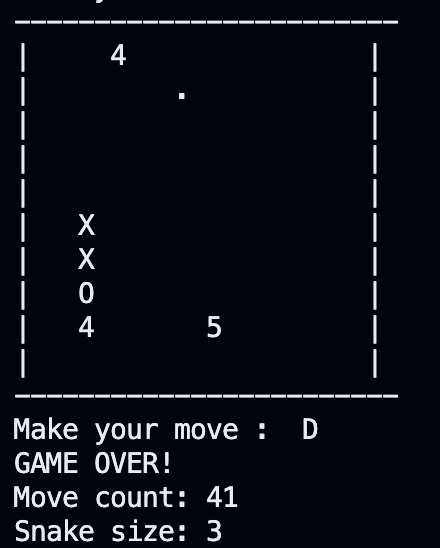 ------------------------
|     4               |
|         .           |
|                     |
|                     |
|                     |
|   X                 |
|   X                 |
|   O                 |
|   4       5         |
|                     |
------------------------
Make your move :  D
GAME OVER!
Move count: 41
Snake size: 3